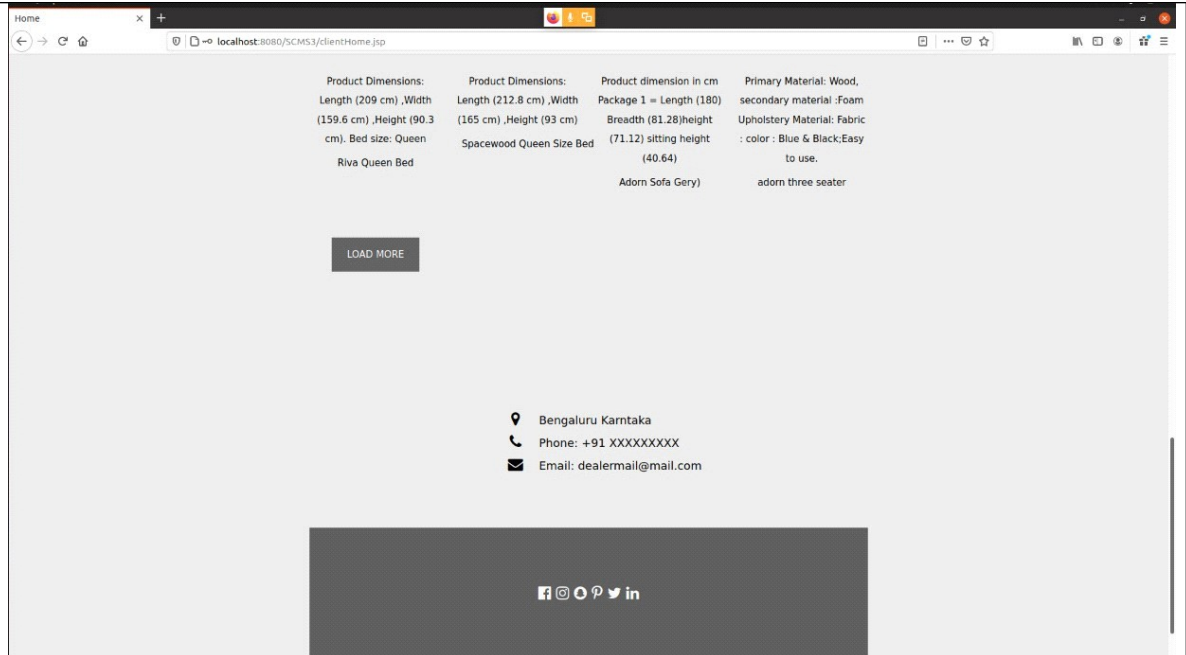 Home
localhost:8080/SCMS3/clientHome.jsp
Product Dimensions:
Length (209 cm) ,Width
(159.6 cm) ,Height (90.3
cm). Bed size: Queen
Riva Queen Bed
Product Dimensions:
Length (212.8 cm) ,Width
(165 cm) ,Height (93 cm)
Spacewood Queen Size Bed
Product dimension in cm
Package 1 = Length (180)
Breadth (81.28)height
(71.12) sitting height
(40.64)
Adorn Sofa Gery)
Primary Material: Wood,
secondary material :Foam
Upholstery Material: Fabric
: color : Blue & Black;Easy
to use.
adorn three seater
LOAD MORE
Bengaluru Karntaka
Phone: +91 XXXXXXXXX
Email: dealermail@mail.com